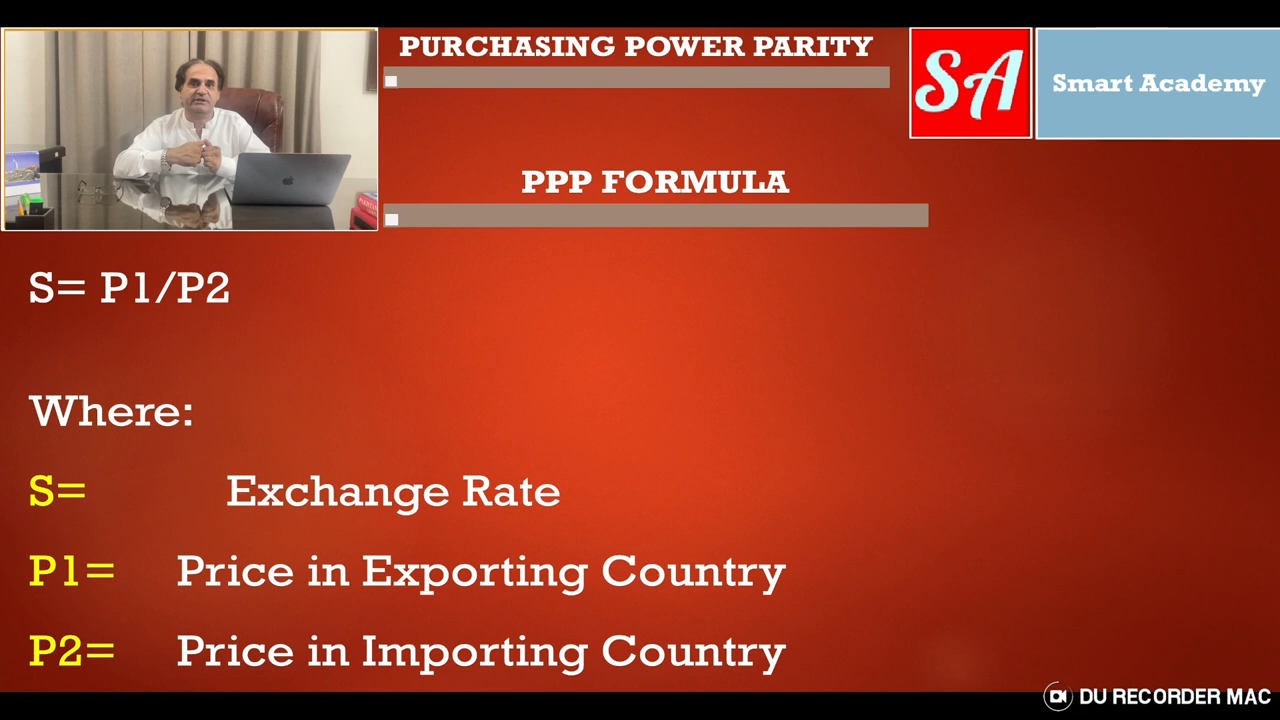 PURCHASING POWER PARITY
SA
Smart Academy
PPP FORMULA
S= P1/P2
Where:
S= Exchange Rate
P1= Price in Exporting Country
P2= Price in Importing Country
DU RECORDER MAC